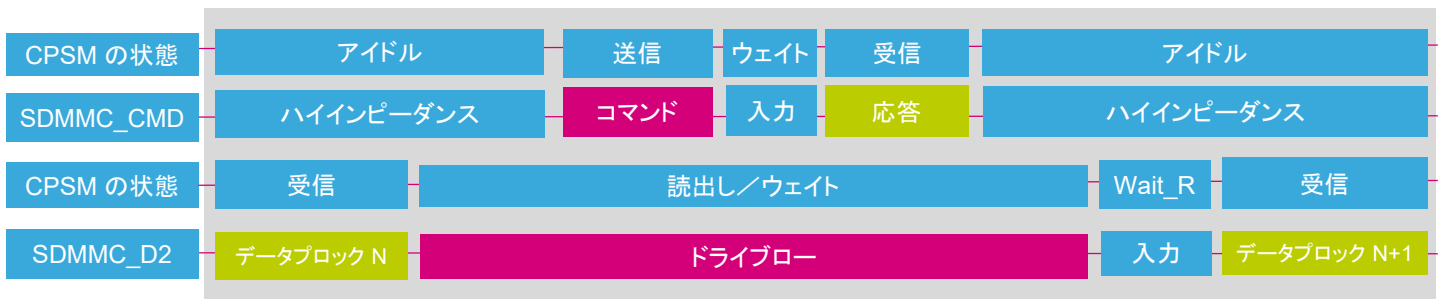 CPSM の状態 アイドル 送信 ウェイト 受信 アイドル
SDMMC_CMD ハイインピーダンス コマンド 入力 応答 ハイインピーダンス
CPSM の状態 受信 読出し／ウェイト Wait_R 受信
SDMMC_D2 データブロック N ドライブロー 入力 データブロック N+1